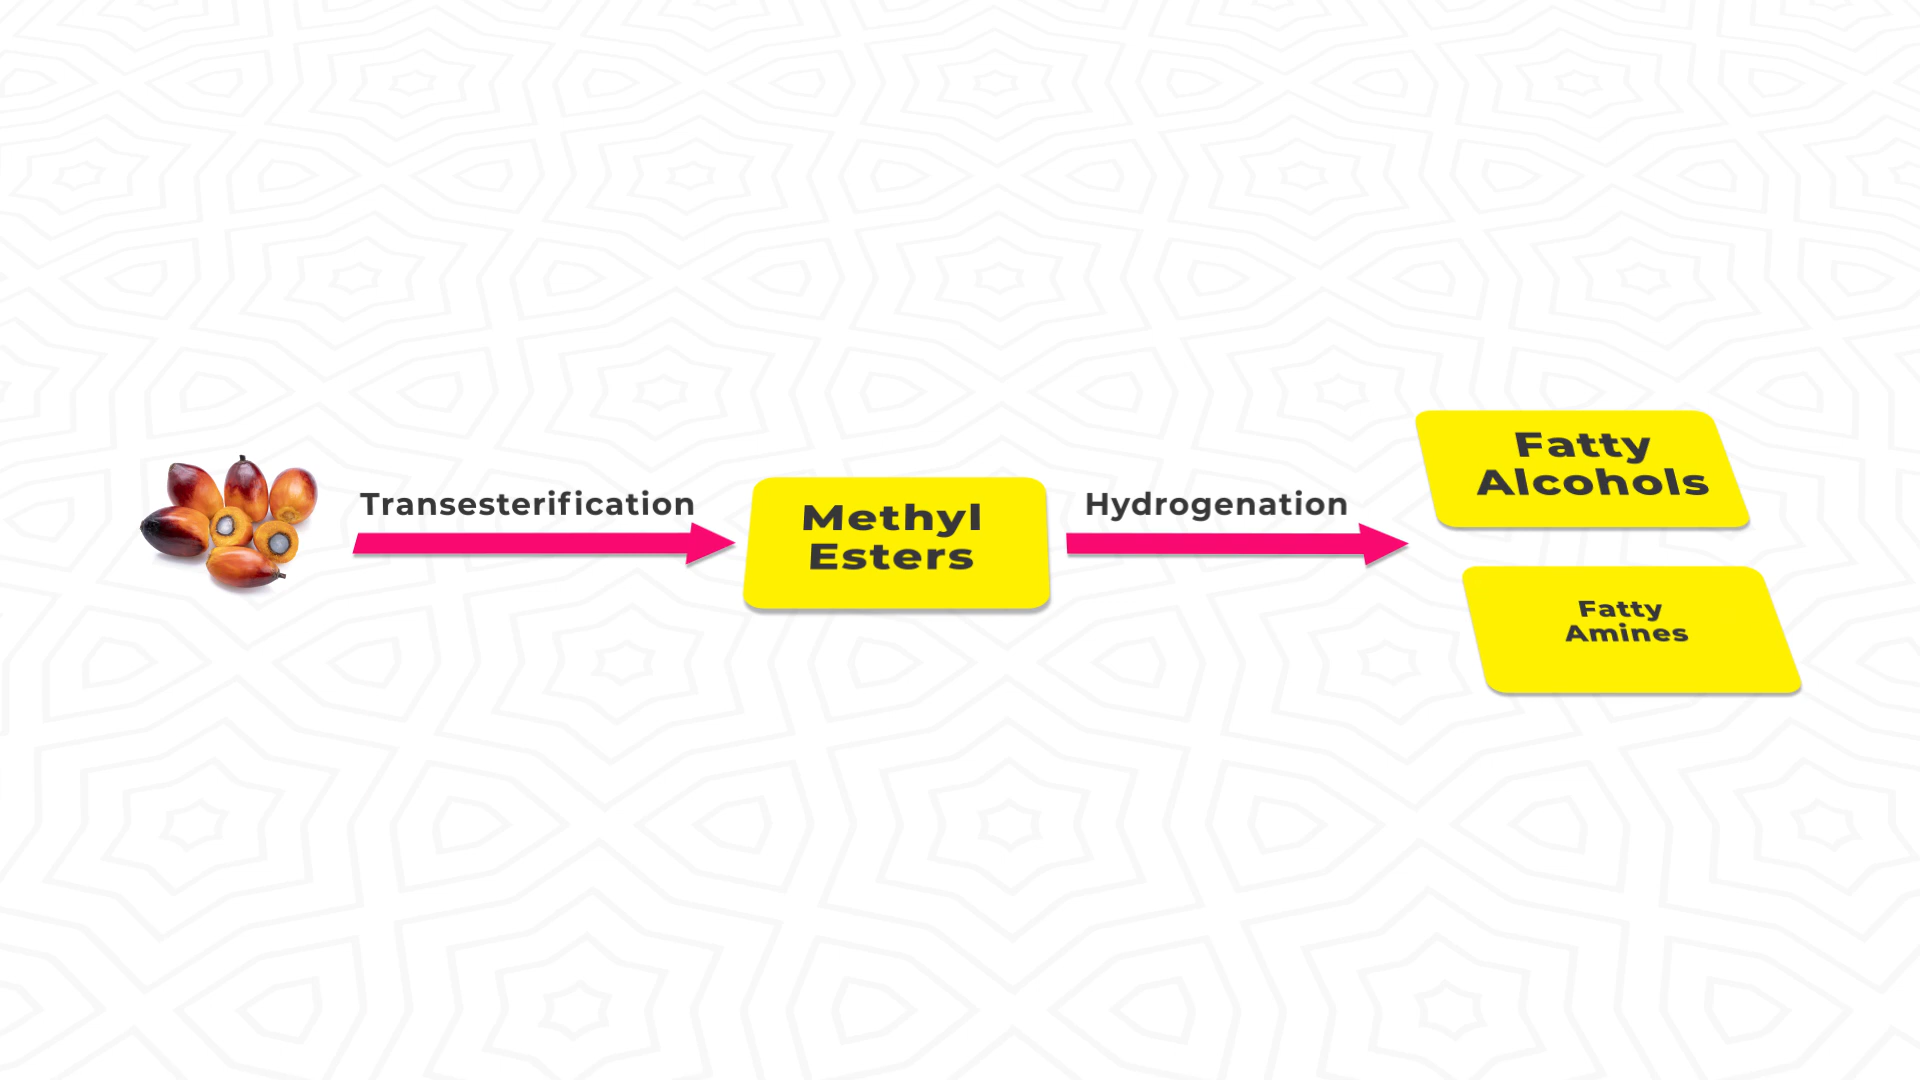 Transesterification
Methyl
Esters
Hydrogenation
Fatty
Alcohols
Fatty
Amines